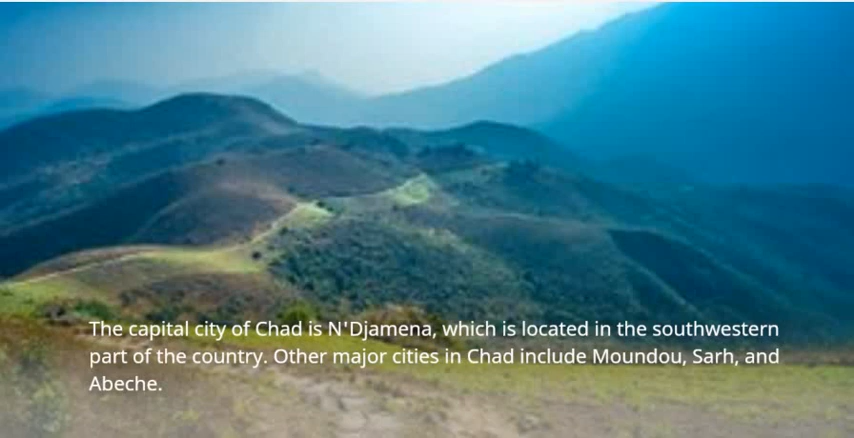 The capital city of Chad is N'Djamena, which is located in the southwestern
part of the country. Other major cities in Chad include Moundou, Sarh, and
Abeche.